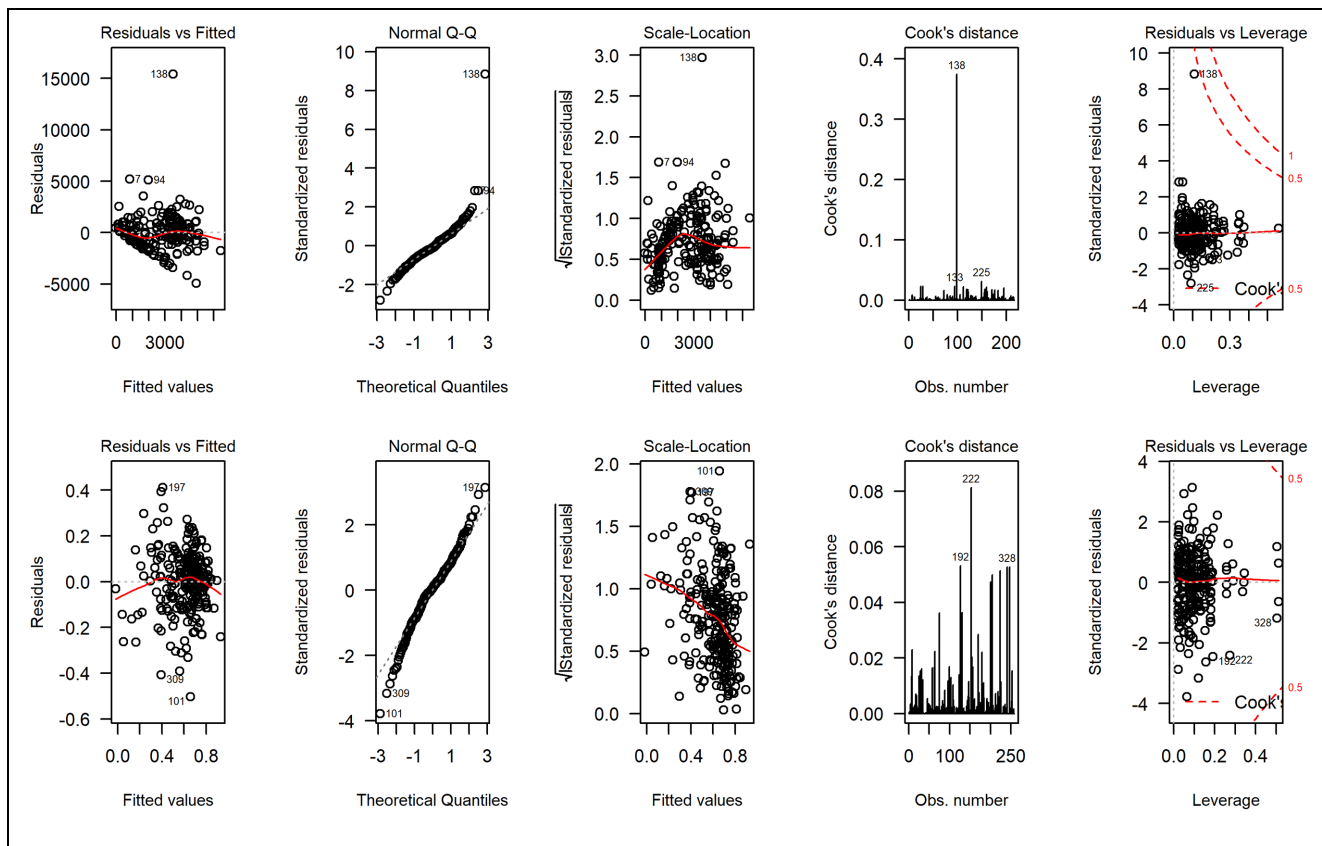 Residuals vs Fitted
Residuals
15000
10000
5000
0
-5000
138
7
94
0 3000
Fitted values
Normal Q-Q
Standardized residuals
10
8
6
4
2
0
-2
138
94
-3 -1 1 3
Theoretical Quantiles
Scale-Location
√|Standardized residuals|
3.0
2.5
2.0
1.5
1.0
0.5
0.0
138
7
94
0 3000
Fitted values
Cook's distance
Cook's distance
0.4
0.3
0.2
0.1
0.0
138
133
225
0 100 200
Obs. number
Residuals vs Leverage
Standardized residuals
10
8
6
4
2
0
-2
-4
138
225
1
0.5
0.5
Cook's
0.0 0.3
Leverage
Residuals vs Fitted
Residuals
0.4
0.2
0.0
-0.2
-0.4
-0.6
197
309
101
0.0 0.4 0.8
Fitted values
Normal Q-Q
Standardized residuals
2
0
-2
-4
197
309
101
-3 -1 1 3
Theoretical Quantiles
Scale-Location
√|Standardized residuals|
2.0
1.5
1.0
0.5
0.0
101
0.0 0.4 0.8
Fitted values
Cook's distance
Cook's distance
0.08
0.06
0.04
0.02
0.00
222
192
328
0 100 250
Obs. number
Residuals vs Leverage
Standardized residuals
4
2
0
-2
-4
328
192
222
0.5
0.5
Cook's
0.0 0.2 0.4
Leverage